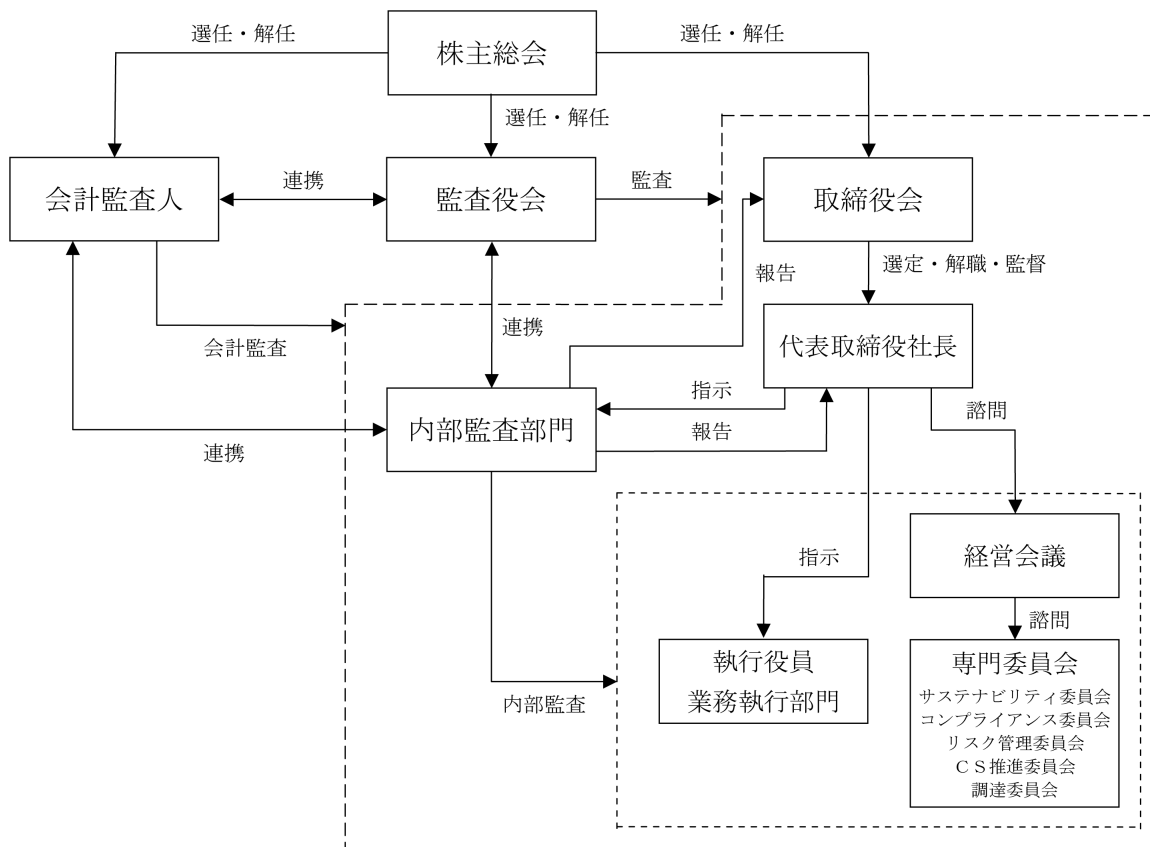 選任・解任
株主総会
選任・解任
選任・解任
会計監査人
連携
監査役会
監査
取締役会
報告
選定・解職・監督
会計監査
連携
代表取締役社長
指示
諮問
内部監査部門
報告
連携
指示
経営会議
諮問
内部監査
執行役員
業務執行部門
専門委員会
サステナビリティ委員会
コンプライアンス委員会
リスク管理委員会
ＣＳ推進委員会
調達委員会